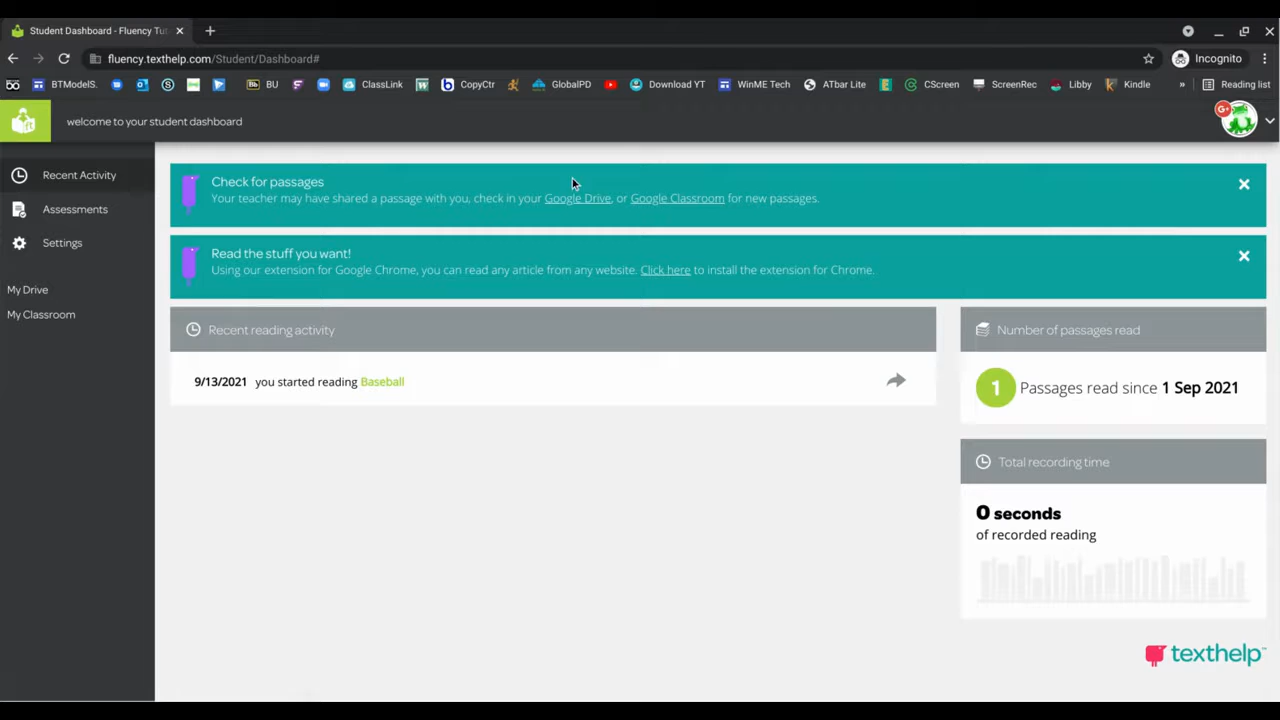 Student Dashboard - Fluency Tut
fluency.texthelp.com/Student/Dashboard#
Incognito
BTModelS. BU ClassLink CopyCtr GlobalPD Download YT WinME Tech ATbar Lite CScreen ScreenRec Libby Kindle » Reading list
welcome to your student dashboard
G+
Recent Activity
Assessments
Settings
My Drive
My Classroom
Check for passages
Your teacher may have shared a passage with you, check in your Google Drive, or Google Classroom for new passages.
Read the stuff you want!
Using our extension for Google Chrome, you can read any article from any website. Click here to install the extension for Chrome.
Recent reading activity
9/13/2021 you started reading Baseball
Number of passages read
1 Passages read since 1 Sep 2021
Total recording time
0 seconds
of recorded reading
texthelp™